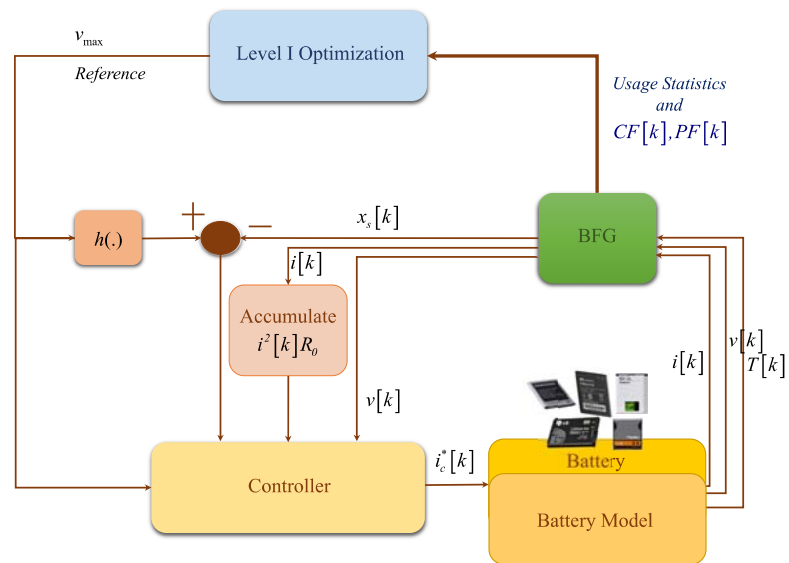 v_max
Reference
Level I Optimization
Usage Statistics
and
CF[k],PF[k]
+
−
x_s[k]
BFG
h(.)
i[k]
Accumulate
i²[k]R_0
v[k]
i[k]
v[k]
T[k]
i_c^*[k]
Controller
Battery
Battery Model